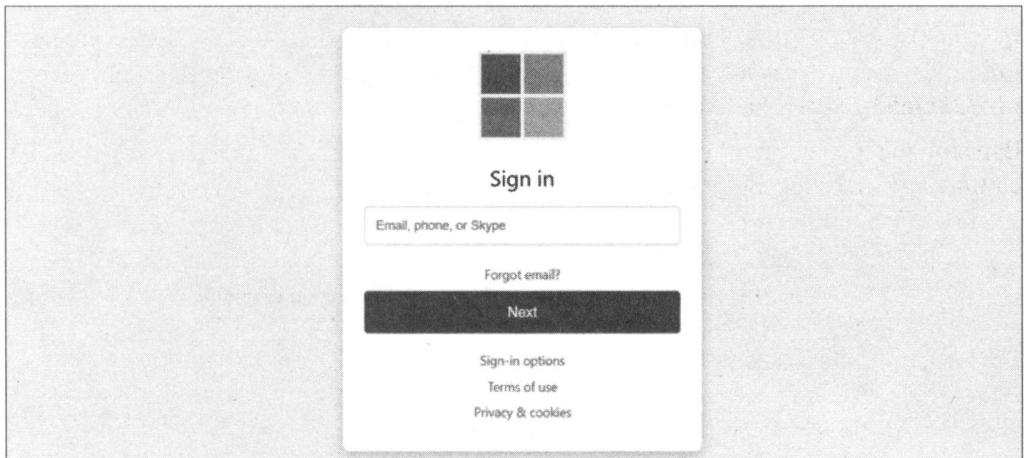 Sign in
Email, phone, or Skype
Forgot email?
Next
Sign-in options
Terms of use
Privacy & cookies